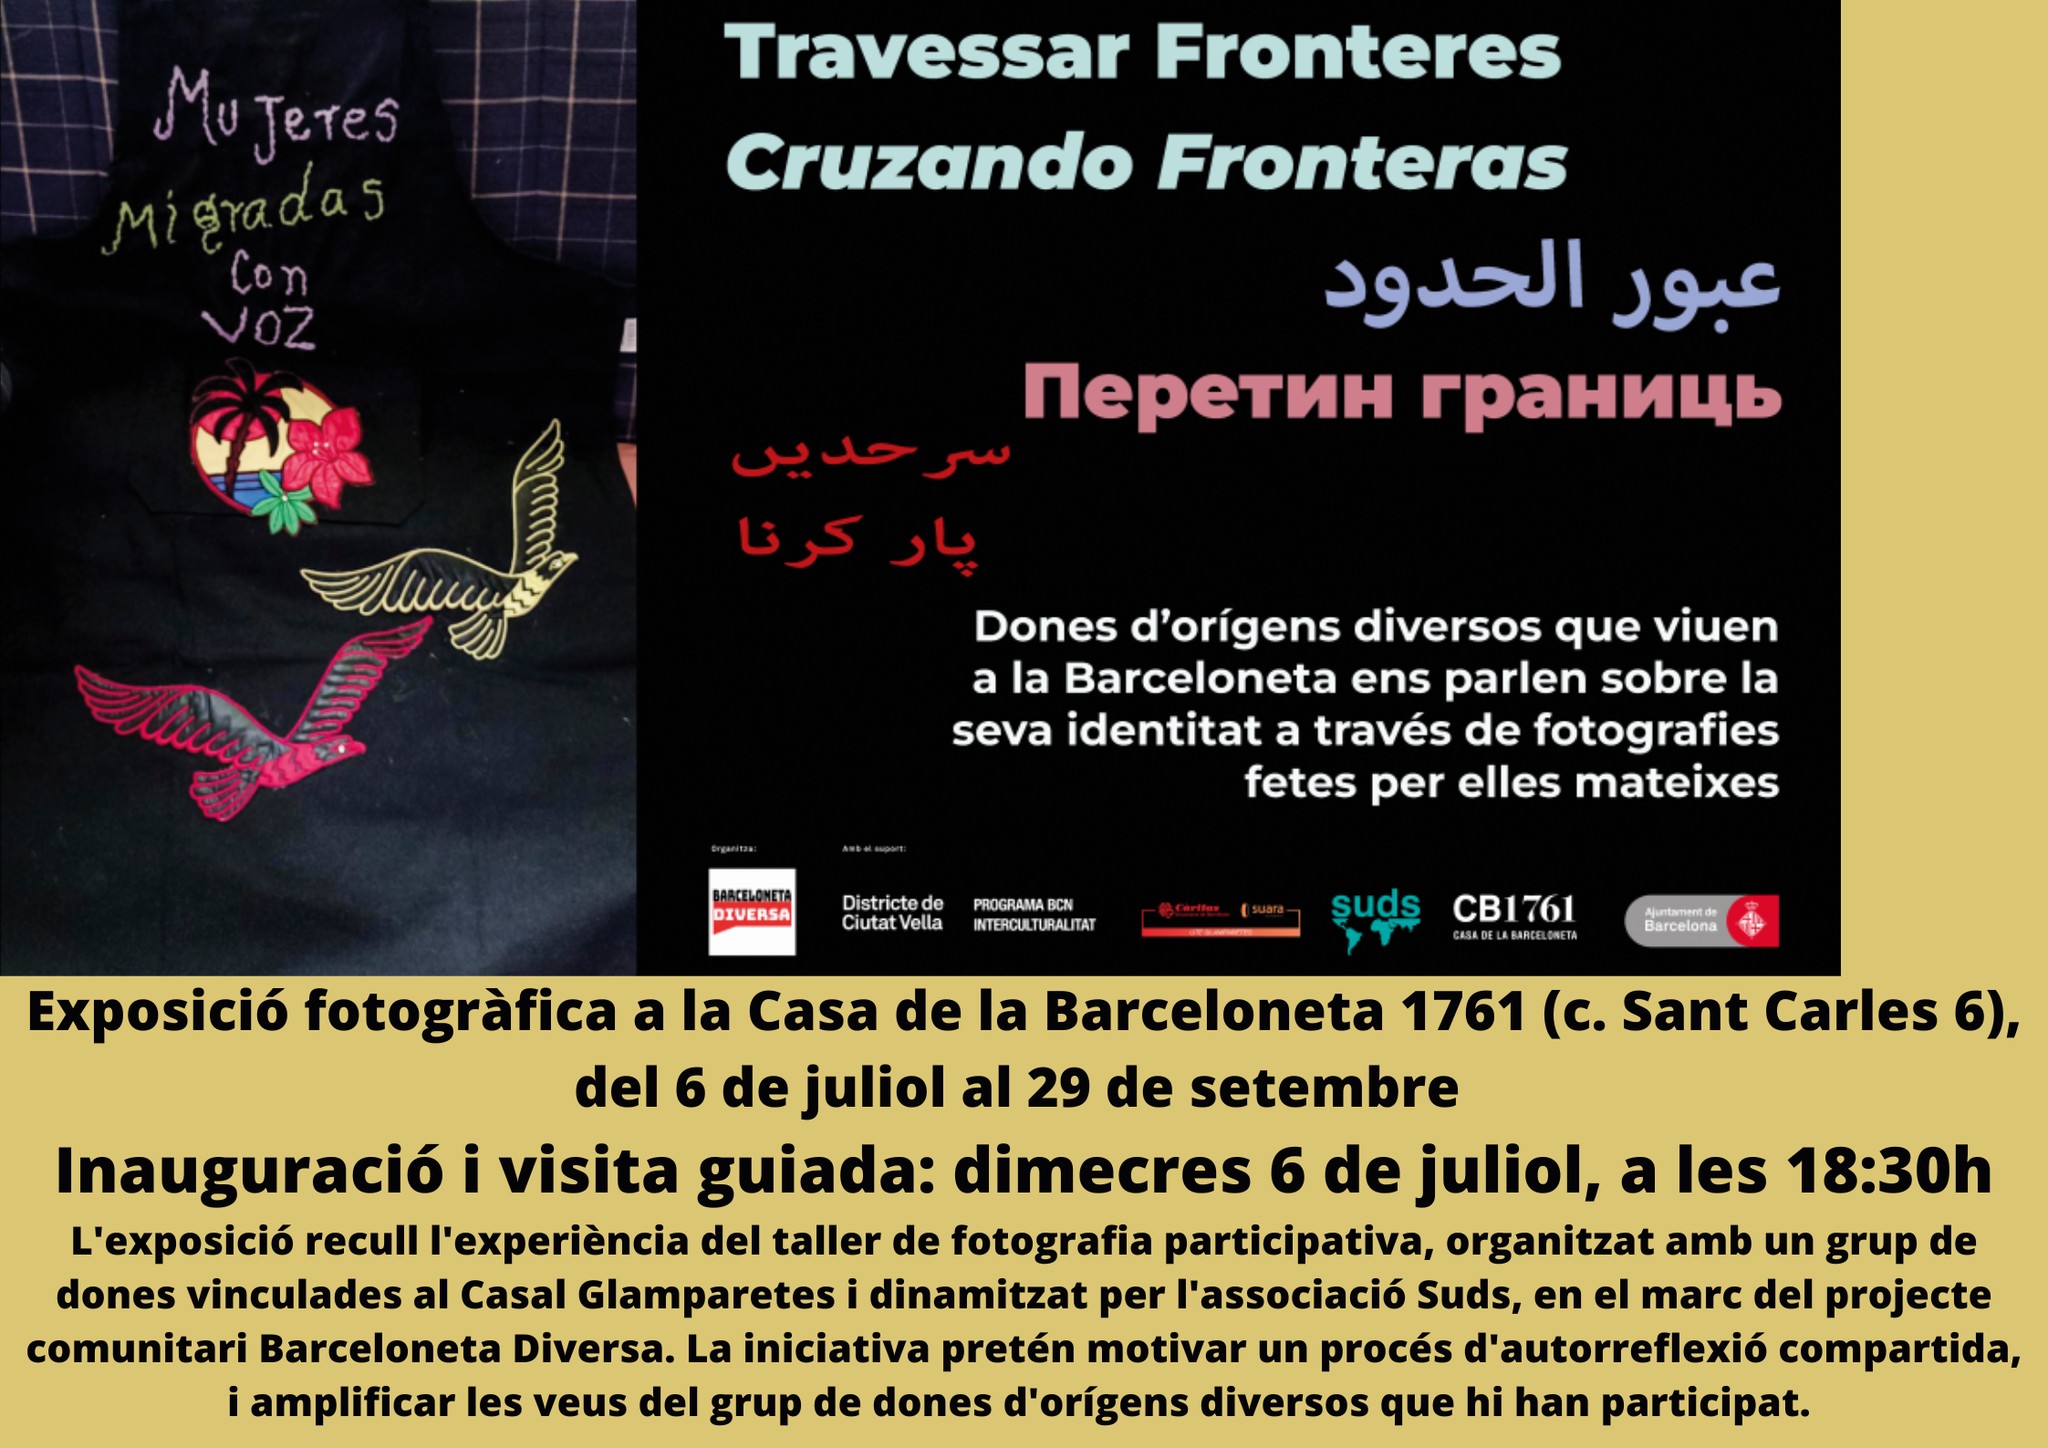 Mujeres
Migradas
Con
VOZ
Travessar Fronteres
Cruzando Fronteras
عبور الحدود
Перетин границь
سرحدیں
پار کرنا
Dones d’orígens diversos que viuen
a la Barceloneta ens parlen sobre la
seva identitat a través de fotografies
fetes per elles mateixes
Organitza:
Amb el suport:
BARCELONETA
DIVERSA
Districte de
Ciutat Vella
PROGRAMA BCN
INTERCULTURALITAT
Càritas
suara
suds
CB1761
CASA DE LA BARCELONETA
Ajuntament de
Barcelona
Exposició fotogràfica a la Casa de la Barceloneta 1761 (c. Sant Carles 6),
del 6 de juliol al 29 de setembre
Inauguració i visita guiada: dimecres 6 de juliol, a les 18:30h
L'exposició recull l'experiència del taller de fotografia participativa, organitzat amb un grup de
dones vinculades al Casal Glamparetes i dinamitzat per l'associació Suds, en el marc del projecte
comunitari Barceloneta Diversa. La iniciativa pretén motivar un procés d'autorreflexió compartida,
i amplificar les veus del grup de dones d'orígens diversos que hi han participat.